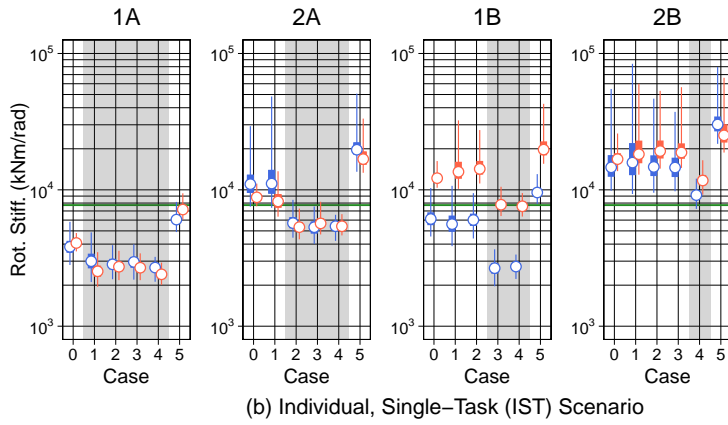 1A 2A 1B 2B
Rot. Stiff. (kNm/rad)
10⁵ 10⁵ 10⁵ 10⁵
10⁴ 10⁴ 10⁴ 10⁴
10³ 10³ 10³ 10³
0 1 2 3 4 5 0 1 2 3 4 5 0 1 2 3 4 5 0 1 2 3 4 5
Case Case Case Case
(b) Individual, Single−Task (IST) Scenario